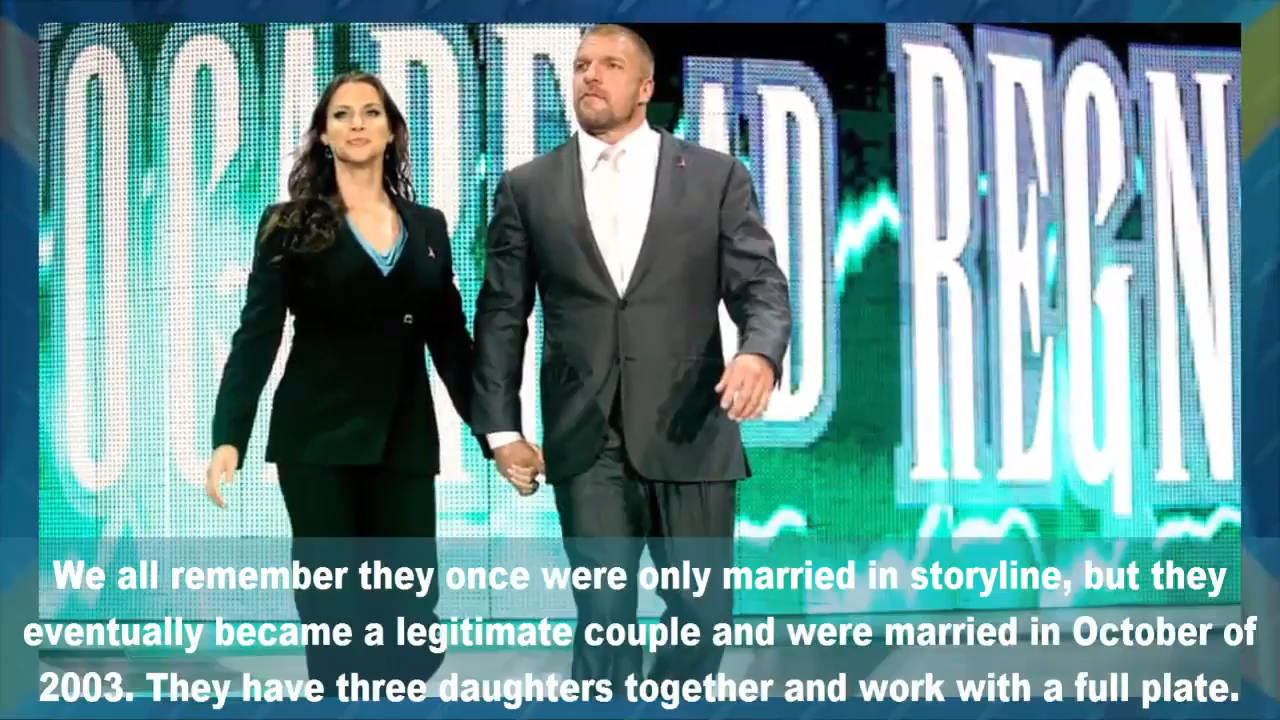 REGN
We all remember they once were only married in storyline, but they
eventually became a legitimate couple and were married in October of
2003. They have three daughters together and work with a full plate.